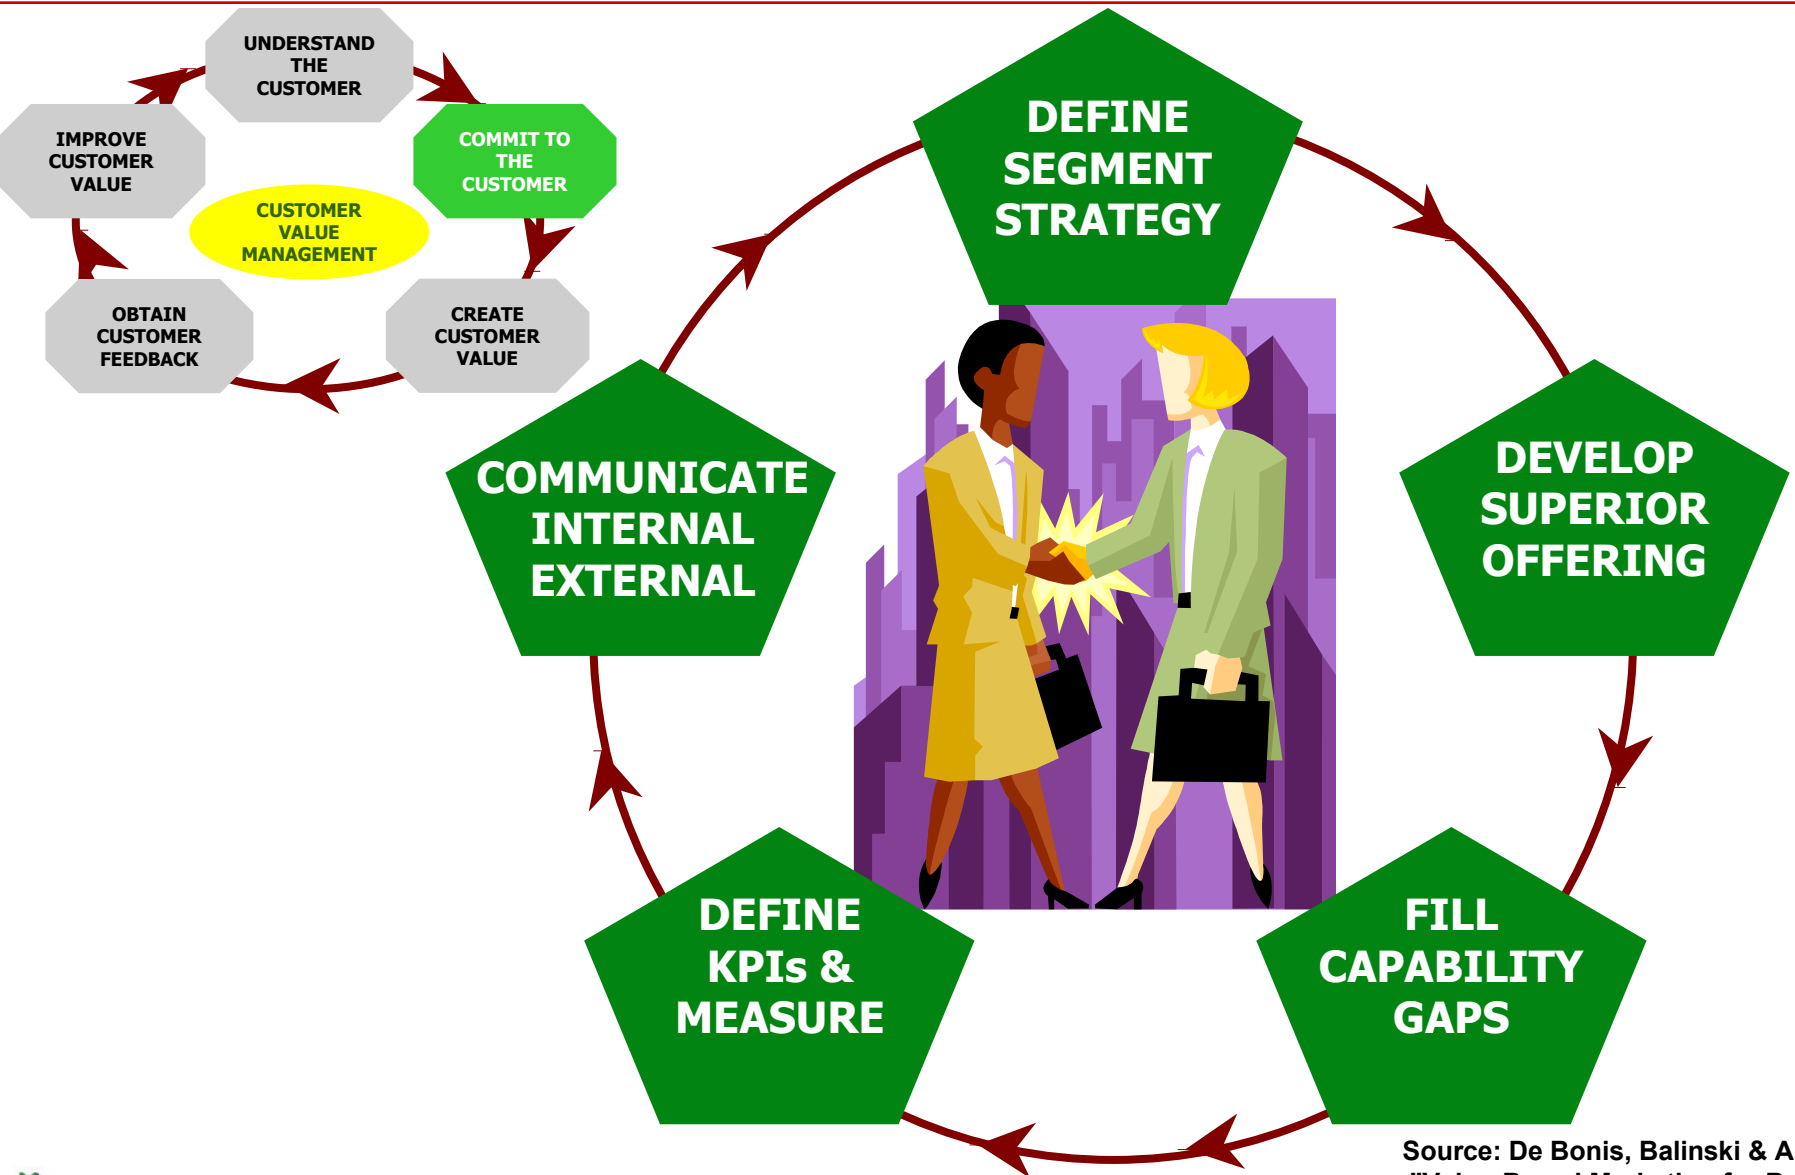 UNDERSTAND
THE
CUSTOMER
COMMIT TO
THE
CUSTOMER
CREATE
CUSTOMER
VALUE
OBTAIN
CUSTOMER
FEEDBACK
IMPROVE
CUSTOMER
VALUE
CUSTOMER
VALUE
MANAGEMENT
DEFINE
SEGMENT
STRATEGY
DEVELOP
SUPERIOR
OFFERING
FILL
CAPABILITY
GAPS
DEFINE
KPIs &
MEASURE
COMMUNICATE
INTERNAL
EXTERNAL
Source: De Bonis, Balinski & A